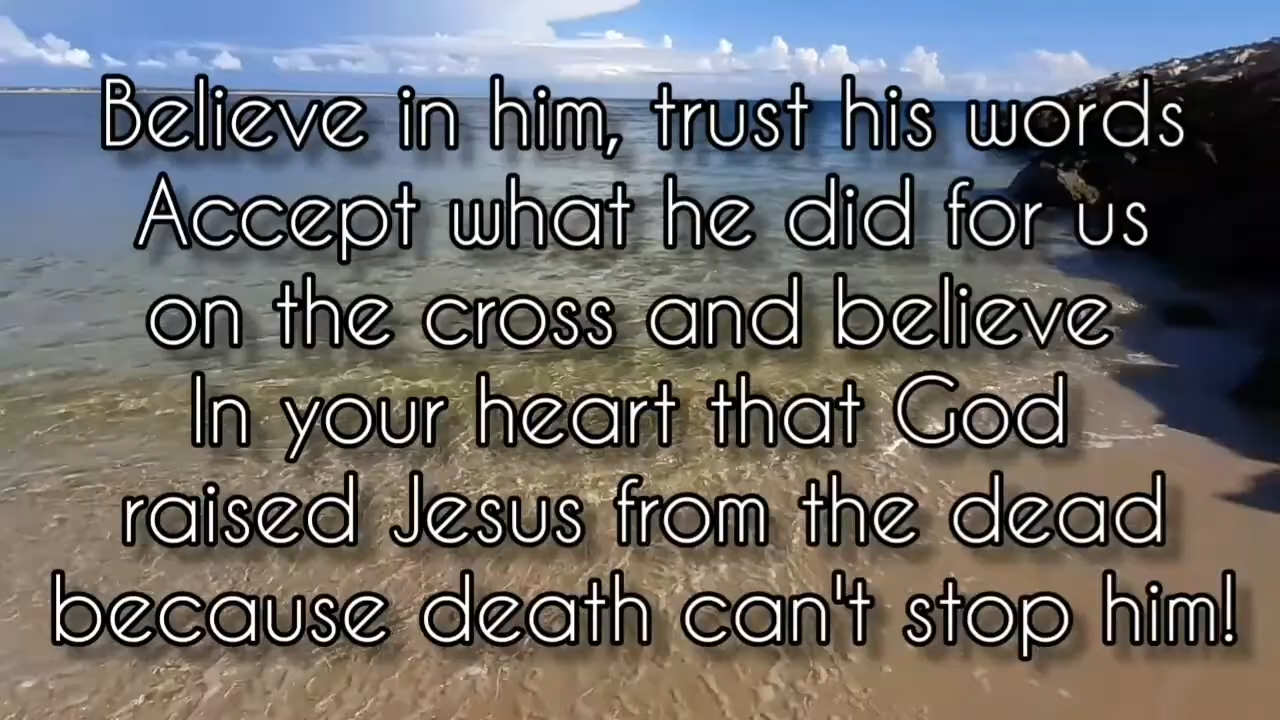 Believe in him, trust his words
Accept what he did for us
on the cross and believe
In your heart that God
raised Jesus from the dead
because death can't stop him!